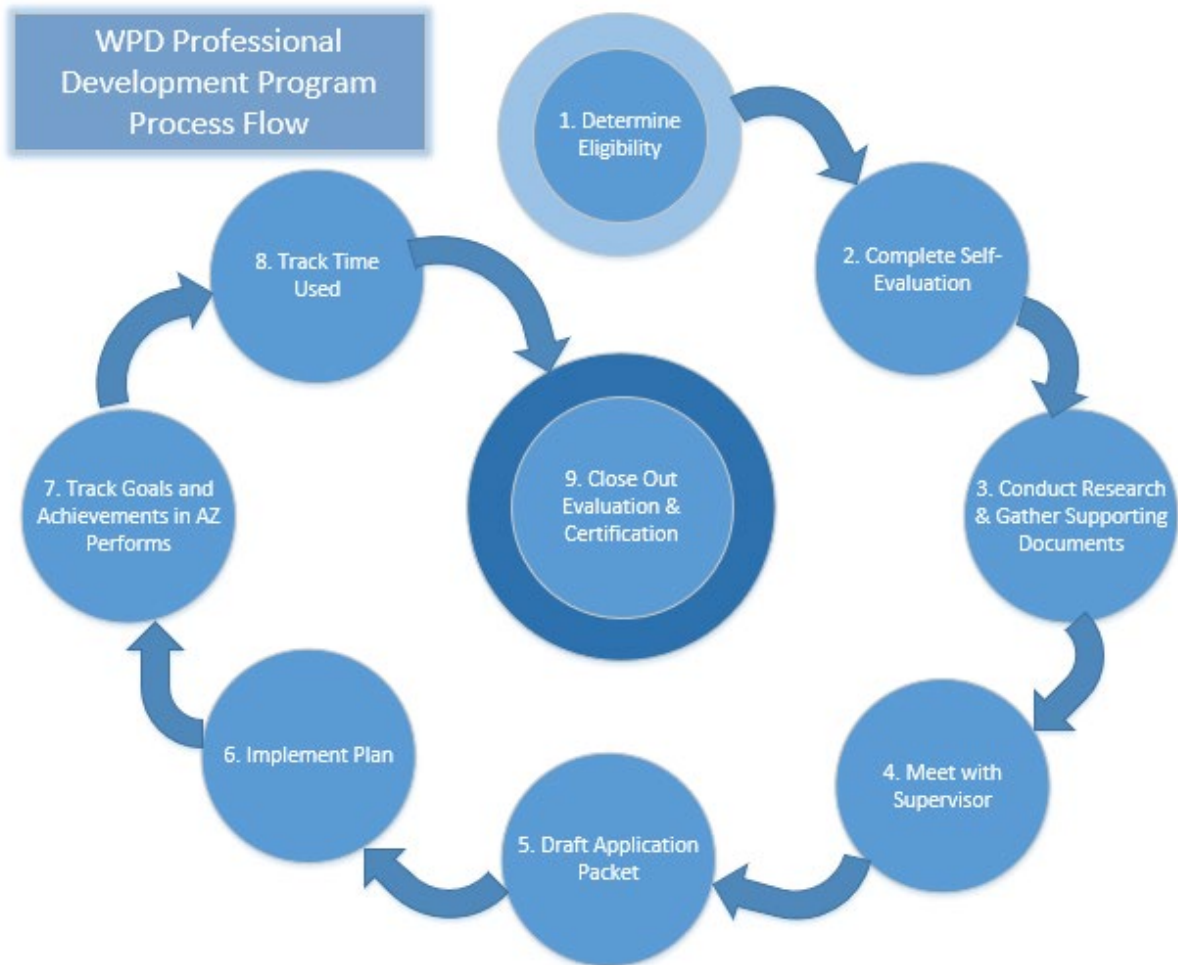 WPD Professional
Development Program
Process Flow
1. Determine
Eligibility
2. Complete Self-
Evaluation
3. Conduct Research
& Gather Supporting
Documents
4. Meet with
Supervisor
5. Draft Application
Packet
6. Implement Plan
7. Track Goals and
Achievements in AZ
Performs
8. Track Time
Used
9. Close Out
Evaluation &
Certification